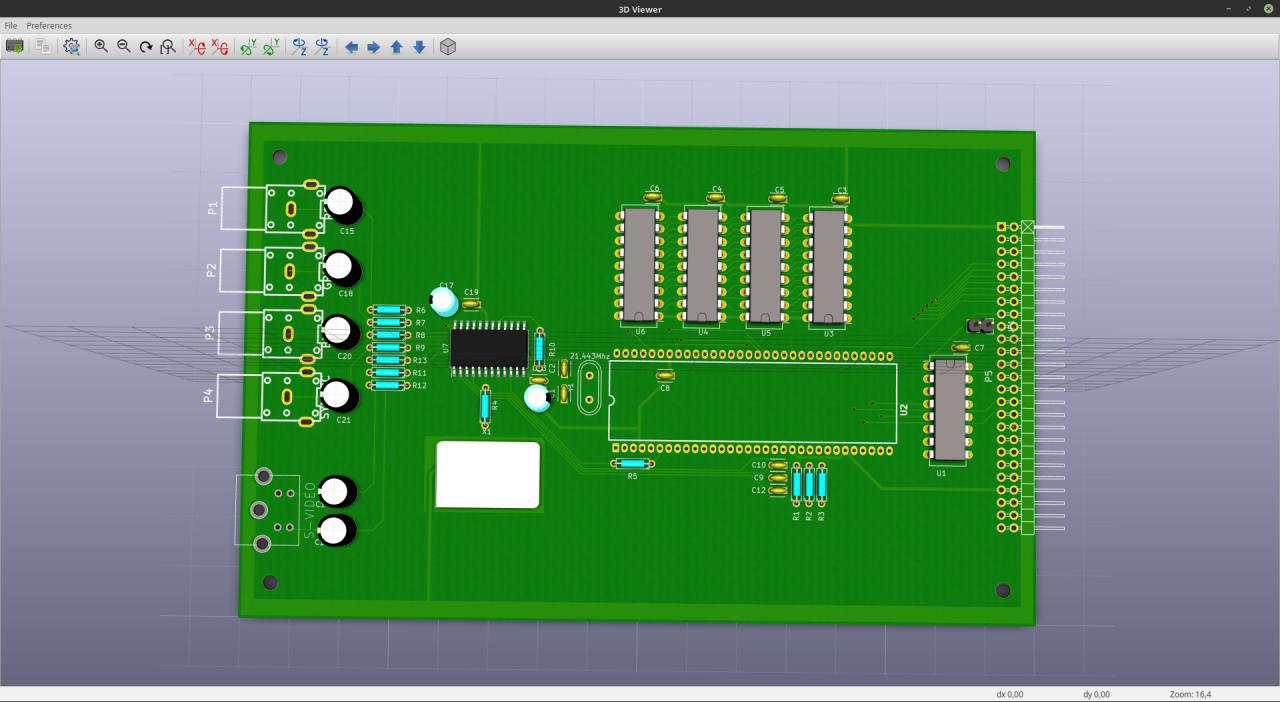 3D Viewer
File Preferences
C6
C4
C5
C3
P1
C15
P2
C18
C17
C19
R6
R7
R8
R9
R13
R11
R12
P3
C20
U7
R10
C2
21,443Mhz
U6
U4
U5
U3
C7
P5
P4
C21
R4
X1
C8
U2
U1
R5
C10
C9
C12
R1
R2
R3
S-VIDEO
dx 0,00
dy 0,00
Zoom: 16,4